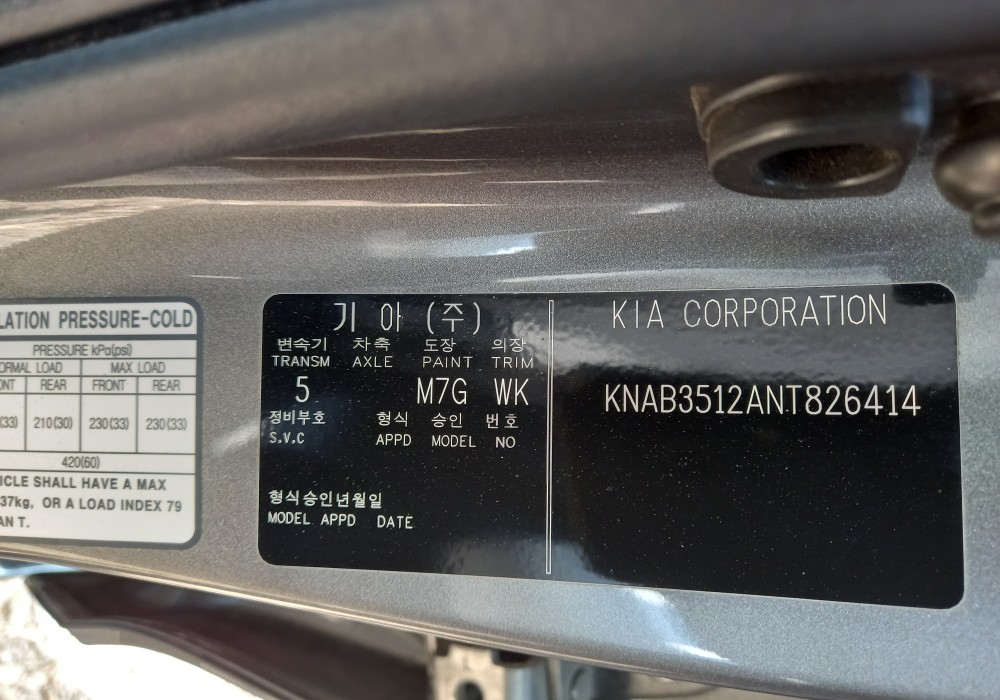 LATION PRESSURE-COLD
PRESSURE kPa(psi)
ORMAL LOAD MAX LOAD
ONT REAR FRONT REAR
(33) 210(30) 230(33) 230(33)
420(60)
ICLE SHALL HAVE A MAX
37kg, OR A LOAD INDEX 79
AN T.
기아(주)
변속기 차축 도장 의장
TRANSM AXLE PAINT TRIM
5 M7G WK
정비부호 형식 승인 번호
S.V.C APPD MODEL NO
형식승인년월일
MODEL APPD DATE
KIA CORPORATION
KNAB3512ANT826414